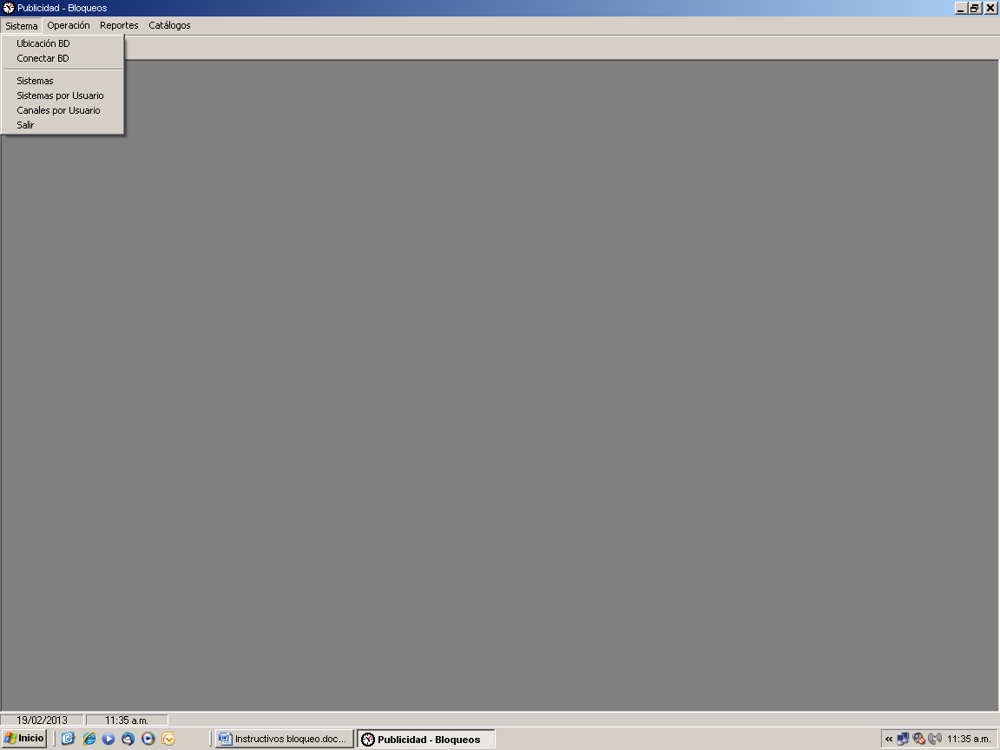 Publicidad - Bloqueos
Sistema Operación Reportes Catálogos
Ubicación BD
Conectar BD
Sistemas
Sistemas por Usuario
Canales por Usuario
Salir
19/02/2013 11:35 a.m.
Inicio Instructivos bloqueo.doc... Publicidad - Bloqueos « 11:35 a.m.